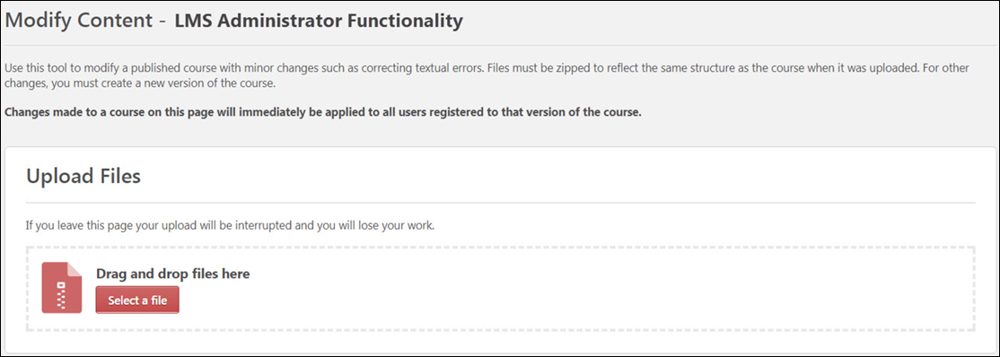 Modify Content - LMS Administrator Functionality
Use this tool to modify a published course with minor changes such as correcting textual errors. Files must be zipped to reflect the same structure as the course when it was uploaded. For other
changes, you must create a new version of the course.
Changes made to a course on this page will immediately be applied to all users registered to that version of the course.
Upload Files
If you leave this page your upload will be interrupted and you will lose your work.
Drag and drop files here
Select a file